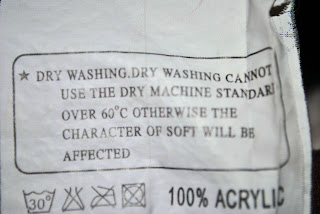 ★ DRY WASHING.DRY WASHING CANNOT
USE THE DRY MACHINE STANDARD
OVER 60°C OTHERWISE THE
CHARACTER OF SOFT WILL BE
AFFECTED
30° 100% ACRYLIC